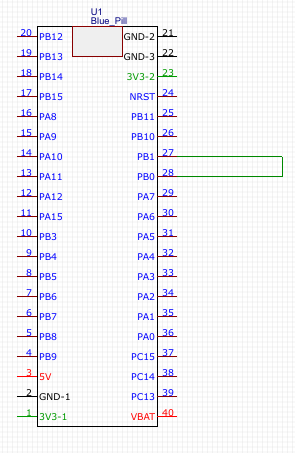 U1
Blue_Pill
20 PB12 GND-2 21
19 PB13 GND-3 22
18 PB14 3V3-2 23
17 PB15 NRST 24
16 PA8 PB11 25
15 PA9 PB10 26
14 PA10 PB1 27
13 PA11 PB0 28
12 PA12 PA7 29
11 PA15 PA6 30
10 PB3 PA5 31
9 PB4 PA4 32
8 PB5 PA3 33
7 PB6 PA2 34
6 PB7 PA1 35
5 PB8 PA0 36
4 PB9 PC15 37
3 5V PC14 38
2 GND-1 PC13 39
1 3V3-1 VBAT 40